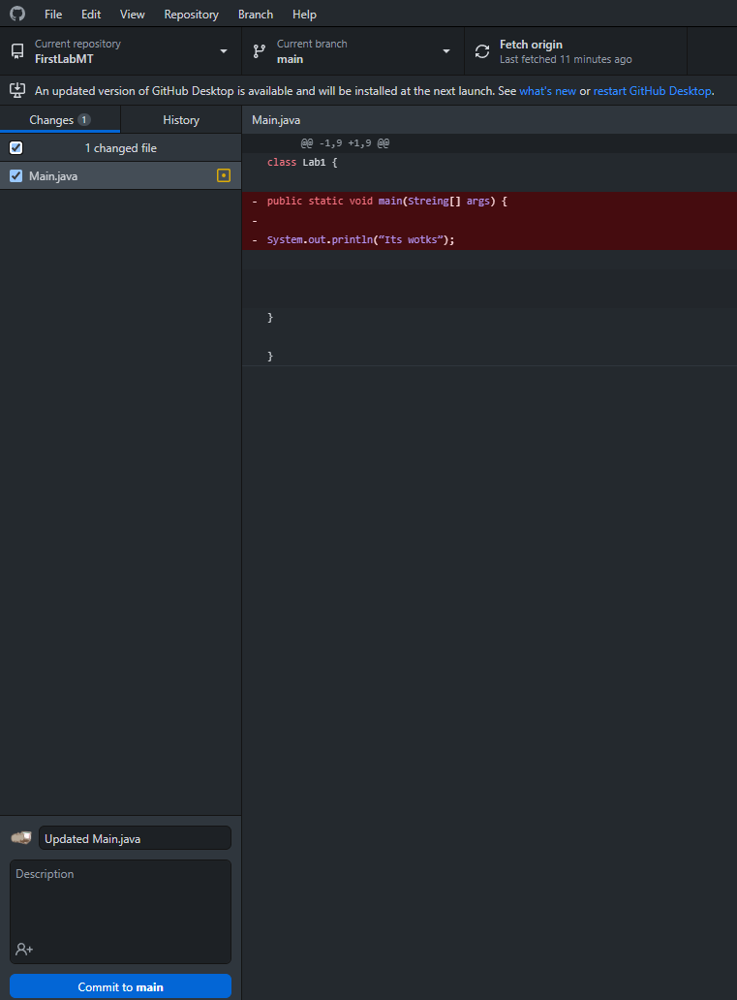 File Edit View Repository Branch Help
Current repository
FirstLabMT
Current branch
main
Fetch origin
Last fetched 11 minutes ago
An updated version of GitHub Desktop is available and will be installed at the next launch. See what's new or restart GitHub Desktop.
Changes 1 History
Main.java
1 changed file
Main.java
@@ -1,9 +1,9 @@
class Lab1 {
- public static void main(Streing[] args) {
-
- System.out.println(“Its wotks”);
}
}
Updated Main.java
Description
Commit to main